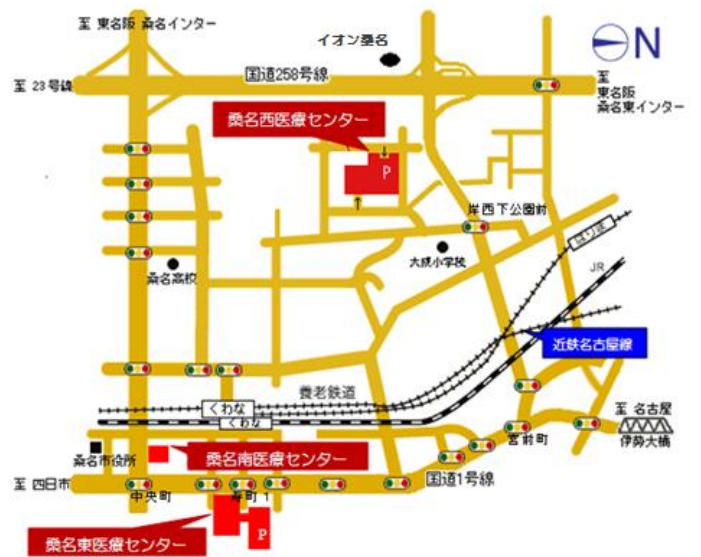 至 東名阪 桑名インター
イオン桑名
N
国道258号線
至 23号線
至
東名阪
桑名東インター
桑名西医療センター
P
↓
↑
岸西下公園前
大成小学校
はりま
桑名高校
JR
近鉄名古屋線
養老鉄道
くわな
くわな
至 名古屋
伊勢大橋
宮前町
桑名市役所
桑名南医療センター
国道1号線
至 四日市
中央町
寿町1
桑名東医療センター
P